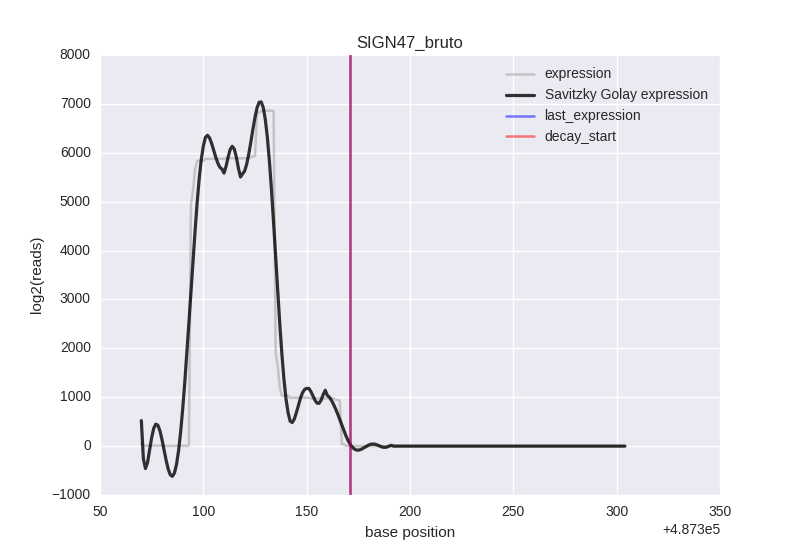 SIGN47_bruto
8000
7000
6000
5000
4000
3000
2000
1000
0
−1000
log2(reads)
expression
Savitzky Golay expression
last_expression
decay_start
50 100 150 200 250 300 350
base position
+4.873e5